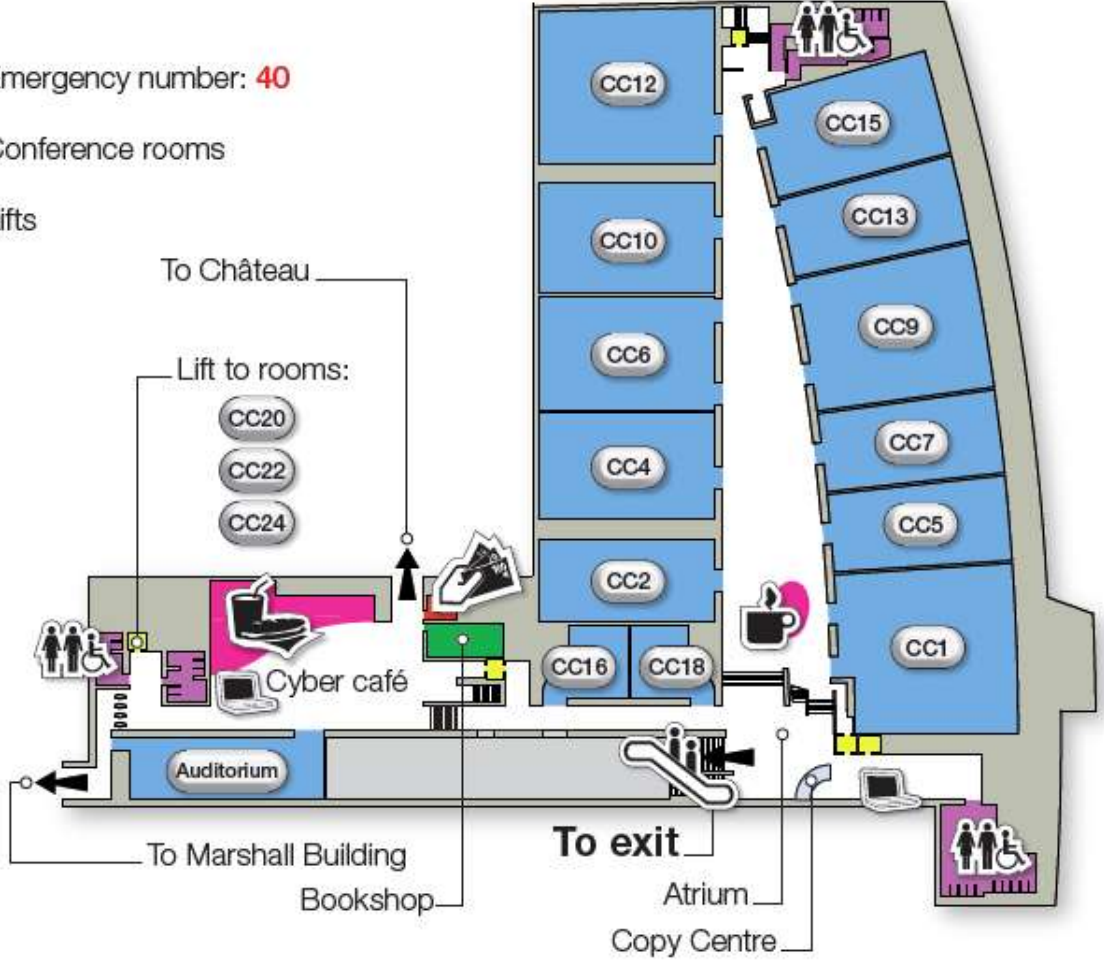 mergency number: 40
Conference rooms
ifts
To Château
Lift to rooms:
CC20
CC22
CC24
CC12
CC15
CC10
CC13
CC6
CC9
CC4
CC7
CC5
CC2
CC16
CC18
CC1
Cyber café
Auditorium
To Marshall Building
To exit
Bookshop
Atrium
Copy Centre